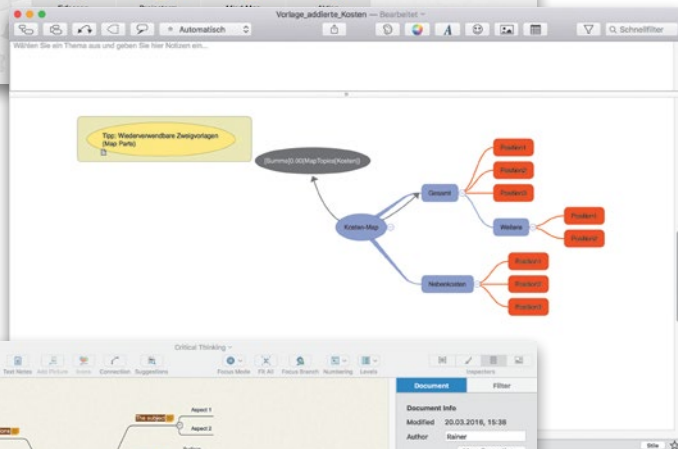 Vorlage_addierte_Kosten — Bearbeitet
Automatisch
Schnellfilter
Wählen Sie ein Thema aus und geben Sie hier Notizen ein...
Tipp: Wiederverwendbare Zweigvorlagen
(Map Parts)
[Summe]0.00(MapTopics[Kosten])
Kosten-Map
Gesamt
Position1
Position2
Position3
Weitere
Position1
Position2
Nebenkosten
Position1
Position2
Position3
Critical Thinking
Text Notes
Add Picture
Connection
Suggestions
Focus Mode
Fit All
Focus Branch
Numbering
Levels
Inspectors
Document
Filter
Document Info
Modified 20.03.2016, 15:38
Author Rainer
The subject
Aspect 1
Aspect 2